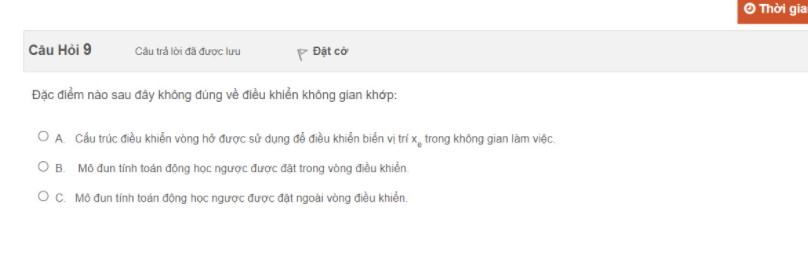 Thời gia
Câu Hỏi 9 Câu trả lời đã được lưu Đặt cờ
Đặc điểm nào sau đây không đúng về điều khiển không gian khớp:
A. Cấu trúc điều khiển vòng hở được sử dụng để điều khiển biến vị trí xₑ trong không gian làm việc.
B. Mô đun tính toán động học ngược được đặt trong vòng điều khiển.
C. Mô đun tính toán động học ngược được đặt ngoài vòng điều khiển.